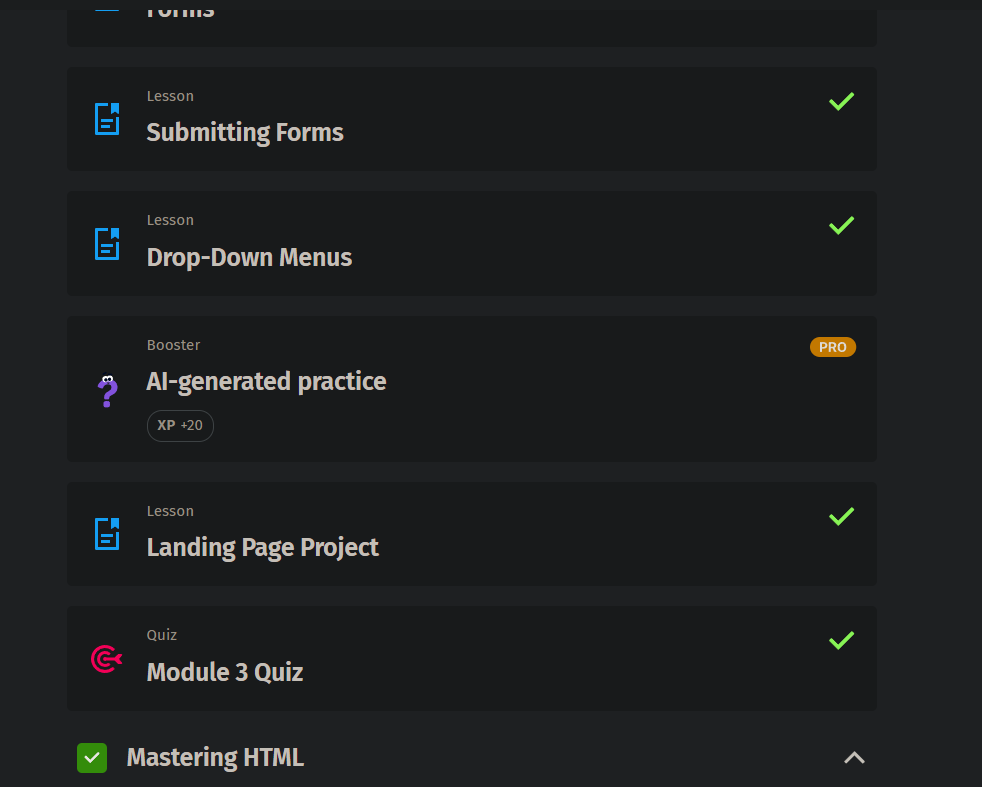 Forms
Lesson
Submitting Forms
Lesson
Drop-Down Menus
Booster
PRO
AI-generated practice
XP +20
Lesson
Landing Page Project
Quiz
Module 3 Quiz
Mastering HTML